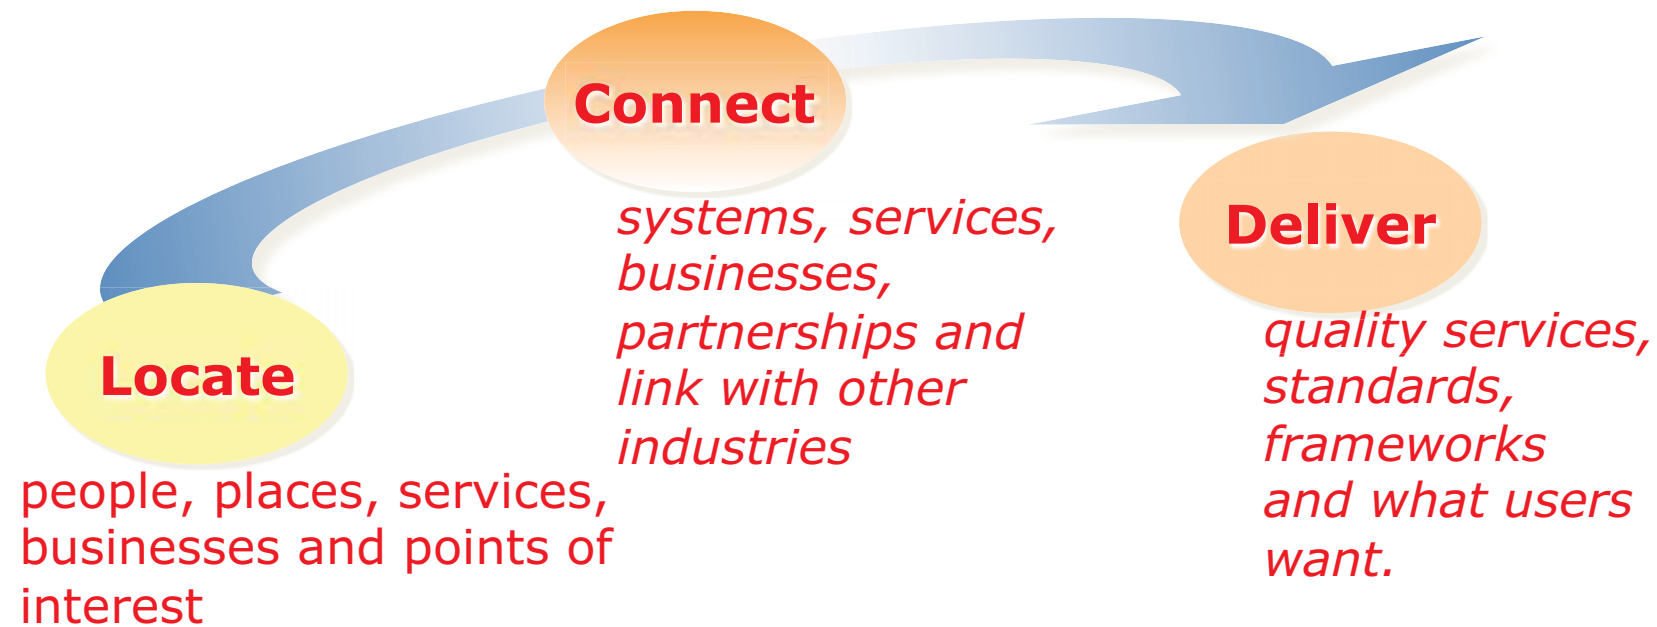 Locate
people, places, services,
businesses and points of
interest
Connect
systems, services,
businesses,
partnerships and
link with other
industries
Deliver
quality services,
standards,
frameworks
and what users
want.